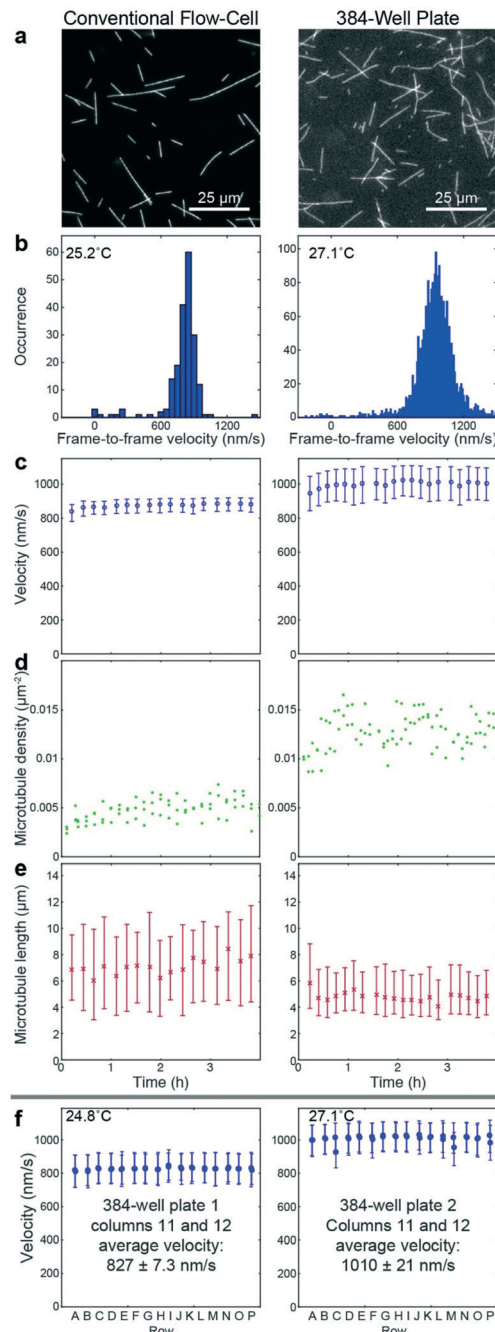 Conventional Flow-Cell
384-Well Plate
a
25 µm
25 µm
b
25.2˚C
27.1˚C
Occurrence
60
50
40
30
20
10
0
100
80
60
40
20
0
0
600
1200
0
600
1200
Frame-to-frame velocity (nm/s)
Frame-to-frame velocity (nm/s)
c
Velocity (nm/s)
1000
800
600
400
200
0
1000
800
600
400
200
0
d
Microtubule density (µm⁻²)
0.015
0.01
0.005
0
0.015
0.01
0.005
0
e
Microtubule length (µm)
14
12
10
8
6
4
2
0
14
12
10
8
6
4
2
0
0
1
2
3
0
1
2
3
Time (h)
Time (h)
f
24.8˚C
27.1˚C
Velocity (nm/s)
1000
800
600
400
200
0
1000
800
600
400
200
0
384-well plate 1
columns 11 and 12
average velocity:
827 ± 7.3 nm/s
384-well plate 2
Columns 11 and 12
average velocity:
1010 ± 21 nm/s
A B C D E F G H I J K L M N O P
A B C D E F G H I J K L M N O P
Row
Row